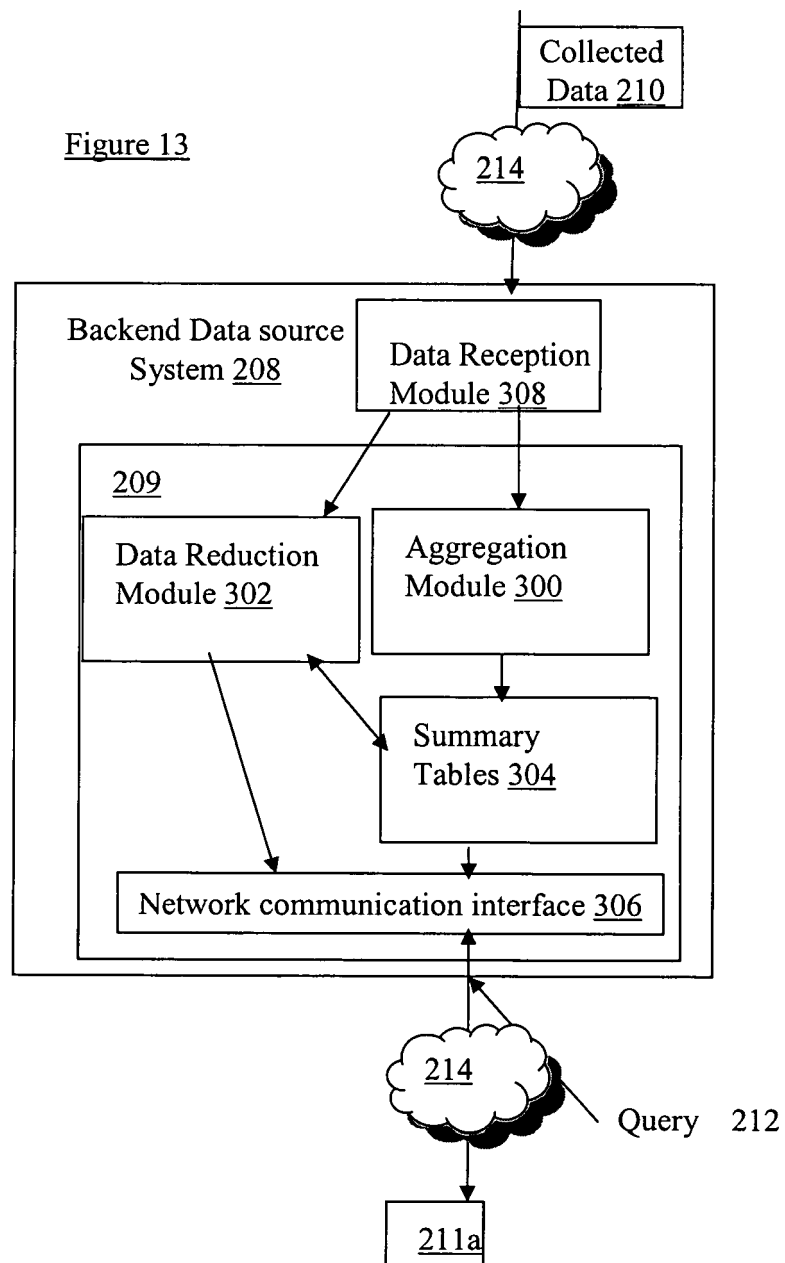 Collected
Data 210
Figure 13
214
Backend Data source
System 208
Data Reception
Module 308
209
Data Reduction
Module 302
Aggregation
Module 300
Summary
Tables 304
Network communication interface 306
214
Query 212
211a